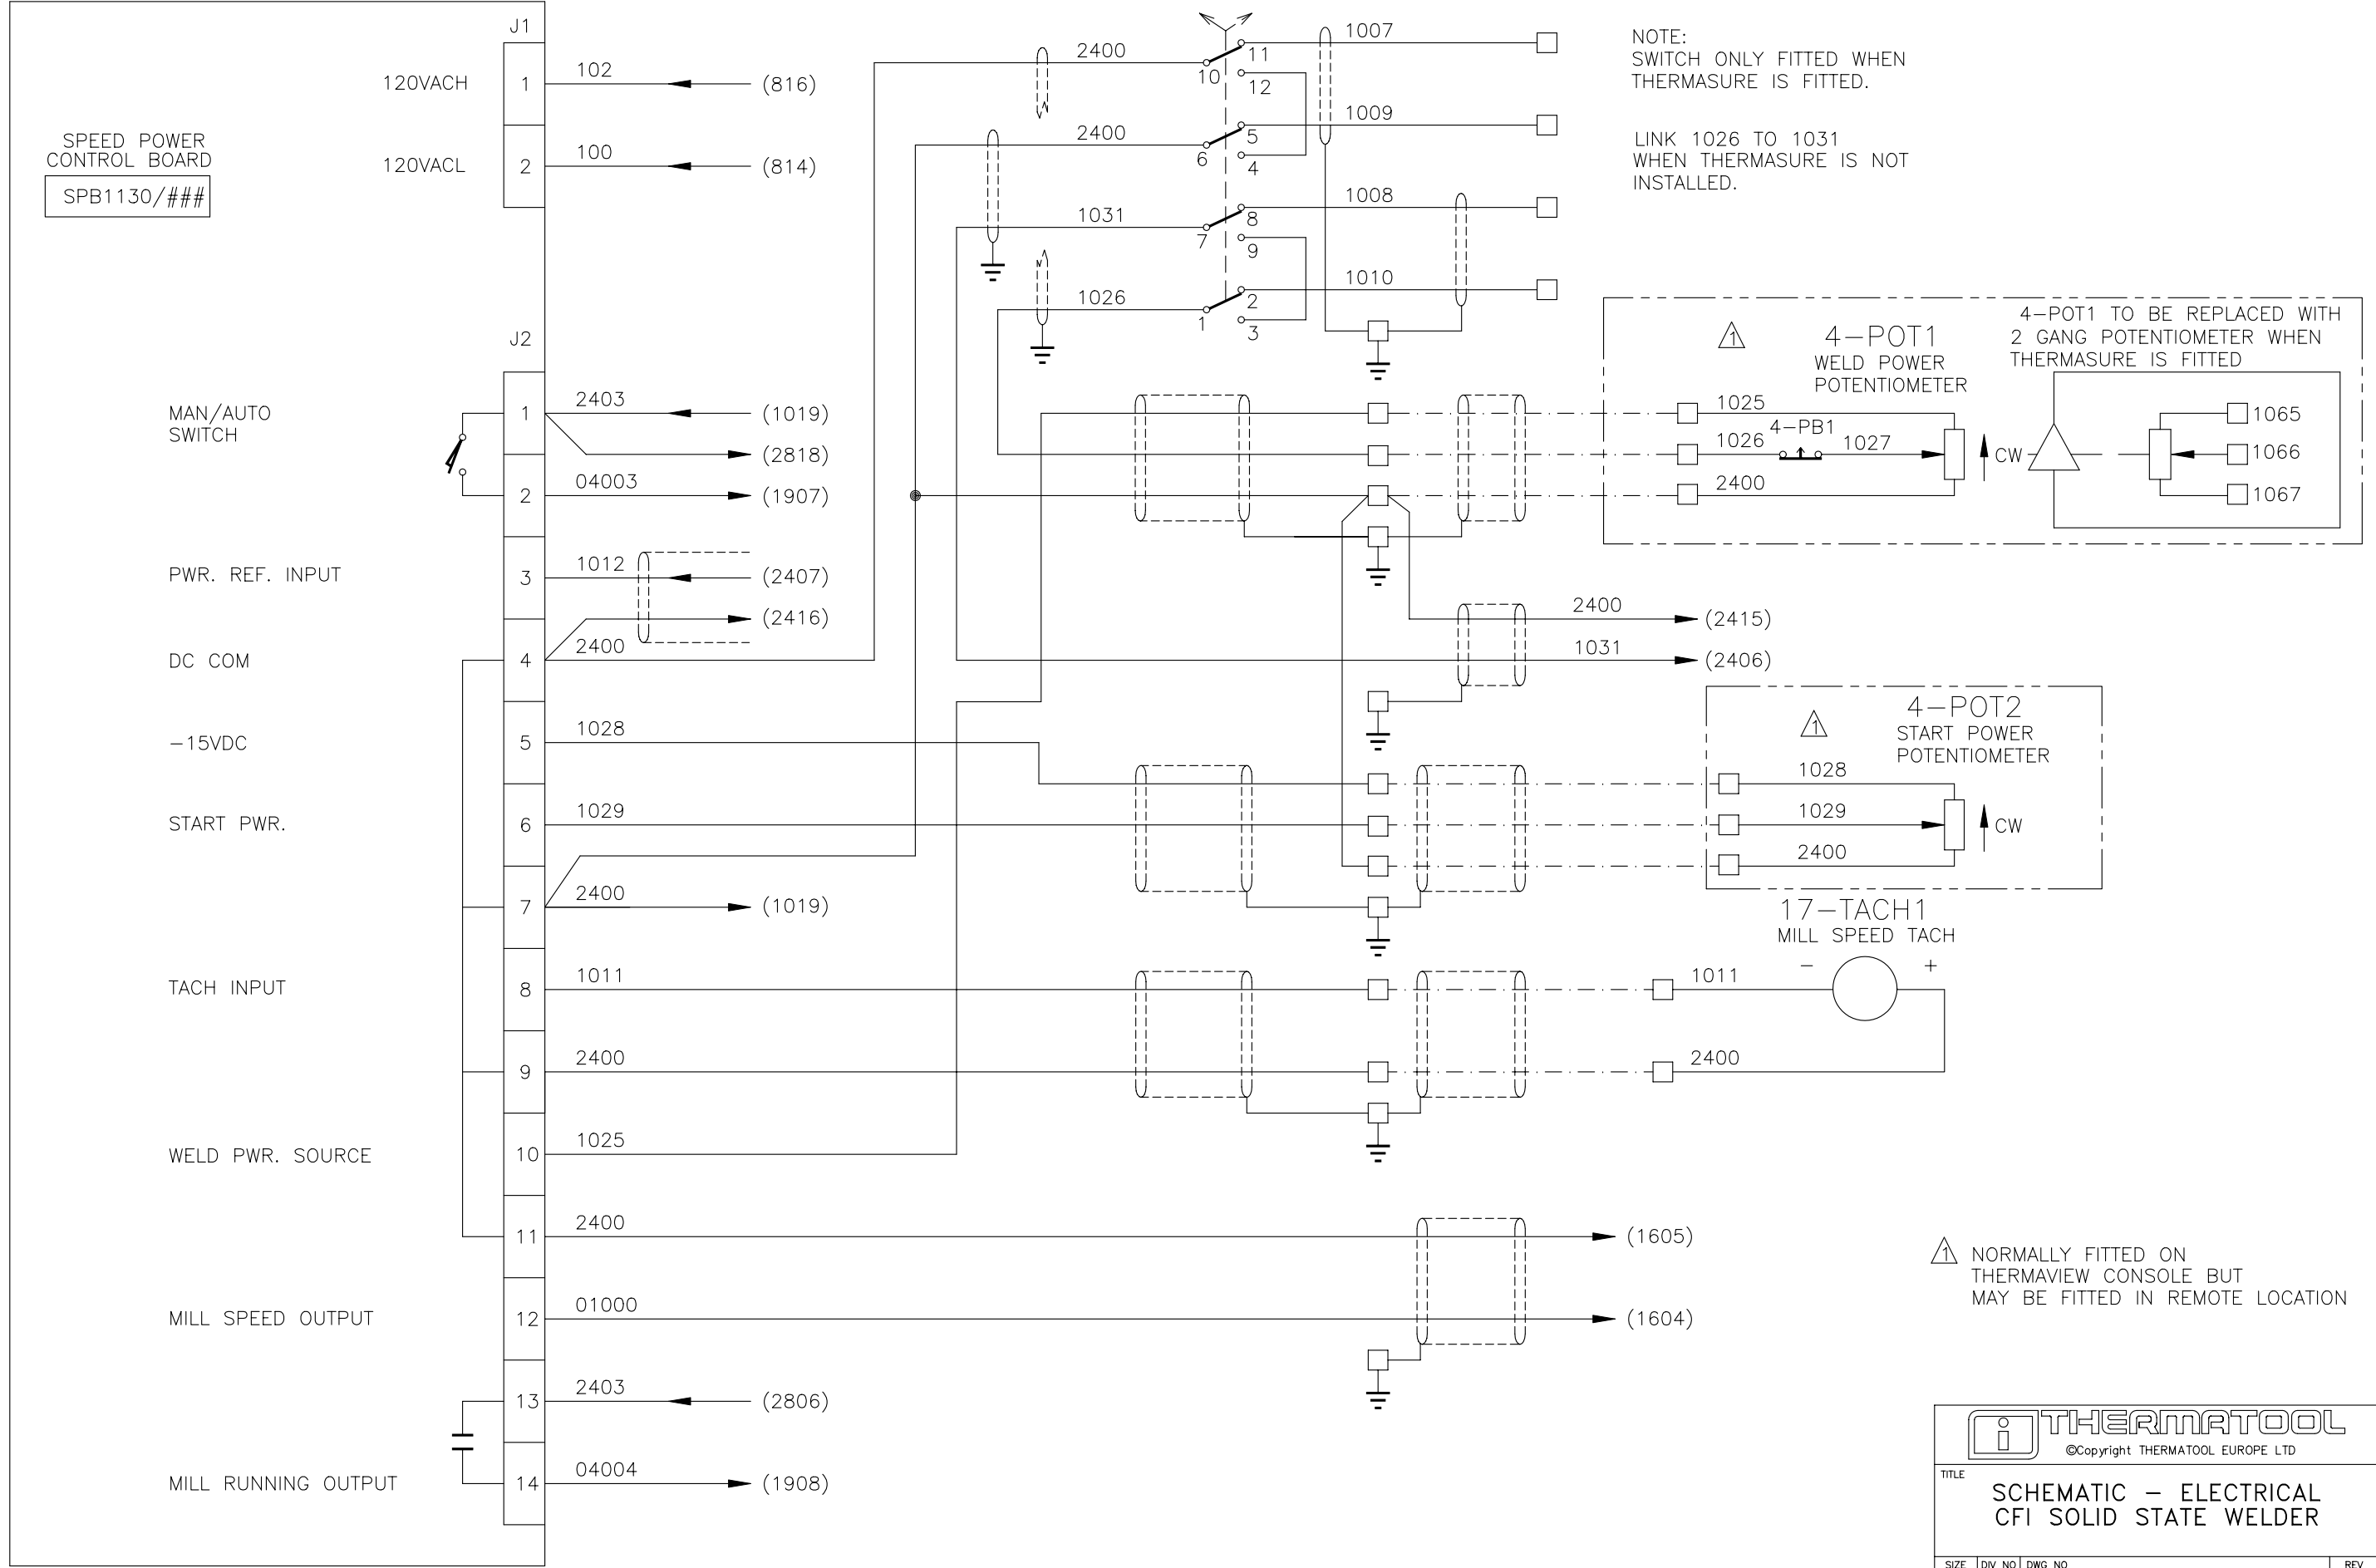 J1
120VACH
1
102
(816)
SPEED POWER
CONTROL BOARD
SPB1130/###
120VACL
2
100
(814)
2400
10
11
12
1007
2400
6
5
4
1009
1031
7
8
9
1008
1026
1
2
3
1010
NOTE:
SWITCH ONLY FITTED WHEN
THERMASURE IS FITTED.
LINK 1026 TO 1031
WHEN THERMASURE IS NOT
INSTALLED.
J2
MAN/AUTO
SWITCH
1
2403
(1019)
(2818)
2
04003
(1907)
PWR. REF. INPUT
3
1012
(2407)
(2416)
DC COM
4
2400
−15VDC
5
1028
START PWR.
6
1029
7
2400
(1019)
TACH INPUT
8
1011
9
2400
WELD PWR. SOURCE
10
1025
11
2400
(1605)
MILL SPEED OUTPUT
12
01000
(1604)
13
2403
(2806)
MILL RUNNING OUTPUT
14
04004
(1908)
1
4−POT1
WELD POWER
POTENTIOMETER
4−POT1 TO BE REPLACED WITH
2 GANG POTENTIOMETER WHEN
THERMASURE IS FITTED
1025
1026
4−PB1
1027
2400
CW
1065
1066
1067
2400
(2415)
1031
(2406)
1
4−POT2
START POWER
POTENTIOMETER
1028
1029
2400
CW
17−TACH1
MILL SPEED TACH
−
+
1011
2400
1
NORMALLY FITTED ON
THERMAVIEW CONSOLE BUT
MAY BE FITTED IN REMOTE LOCATION
i THERMATOOL
©Copyright THERMATOOL EUROPE LTD
TITLE
SCHEMATIC − ELECTRICAL
CFI SOLID STATE WELDER
SIZE DIV NO DWG NO REV